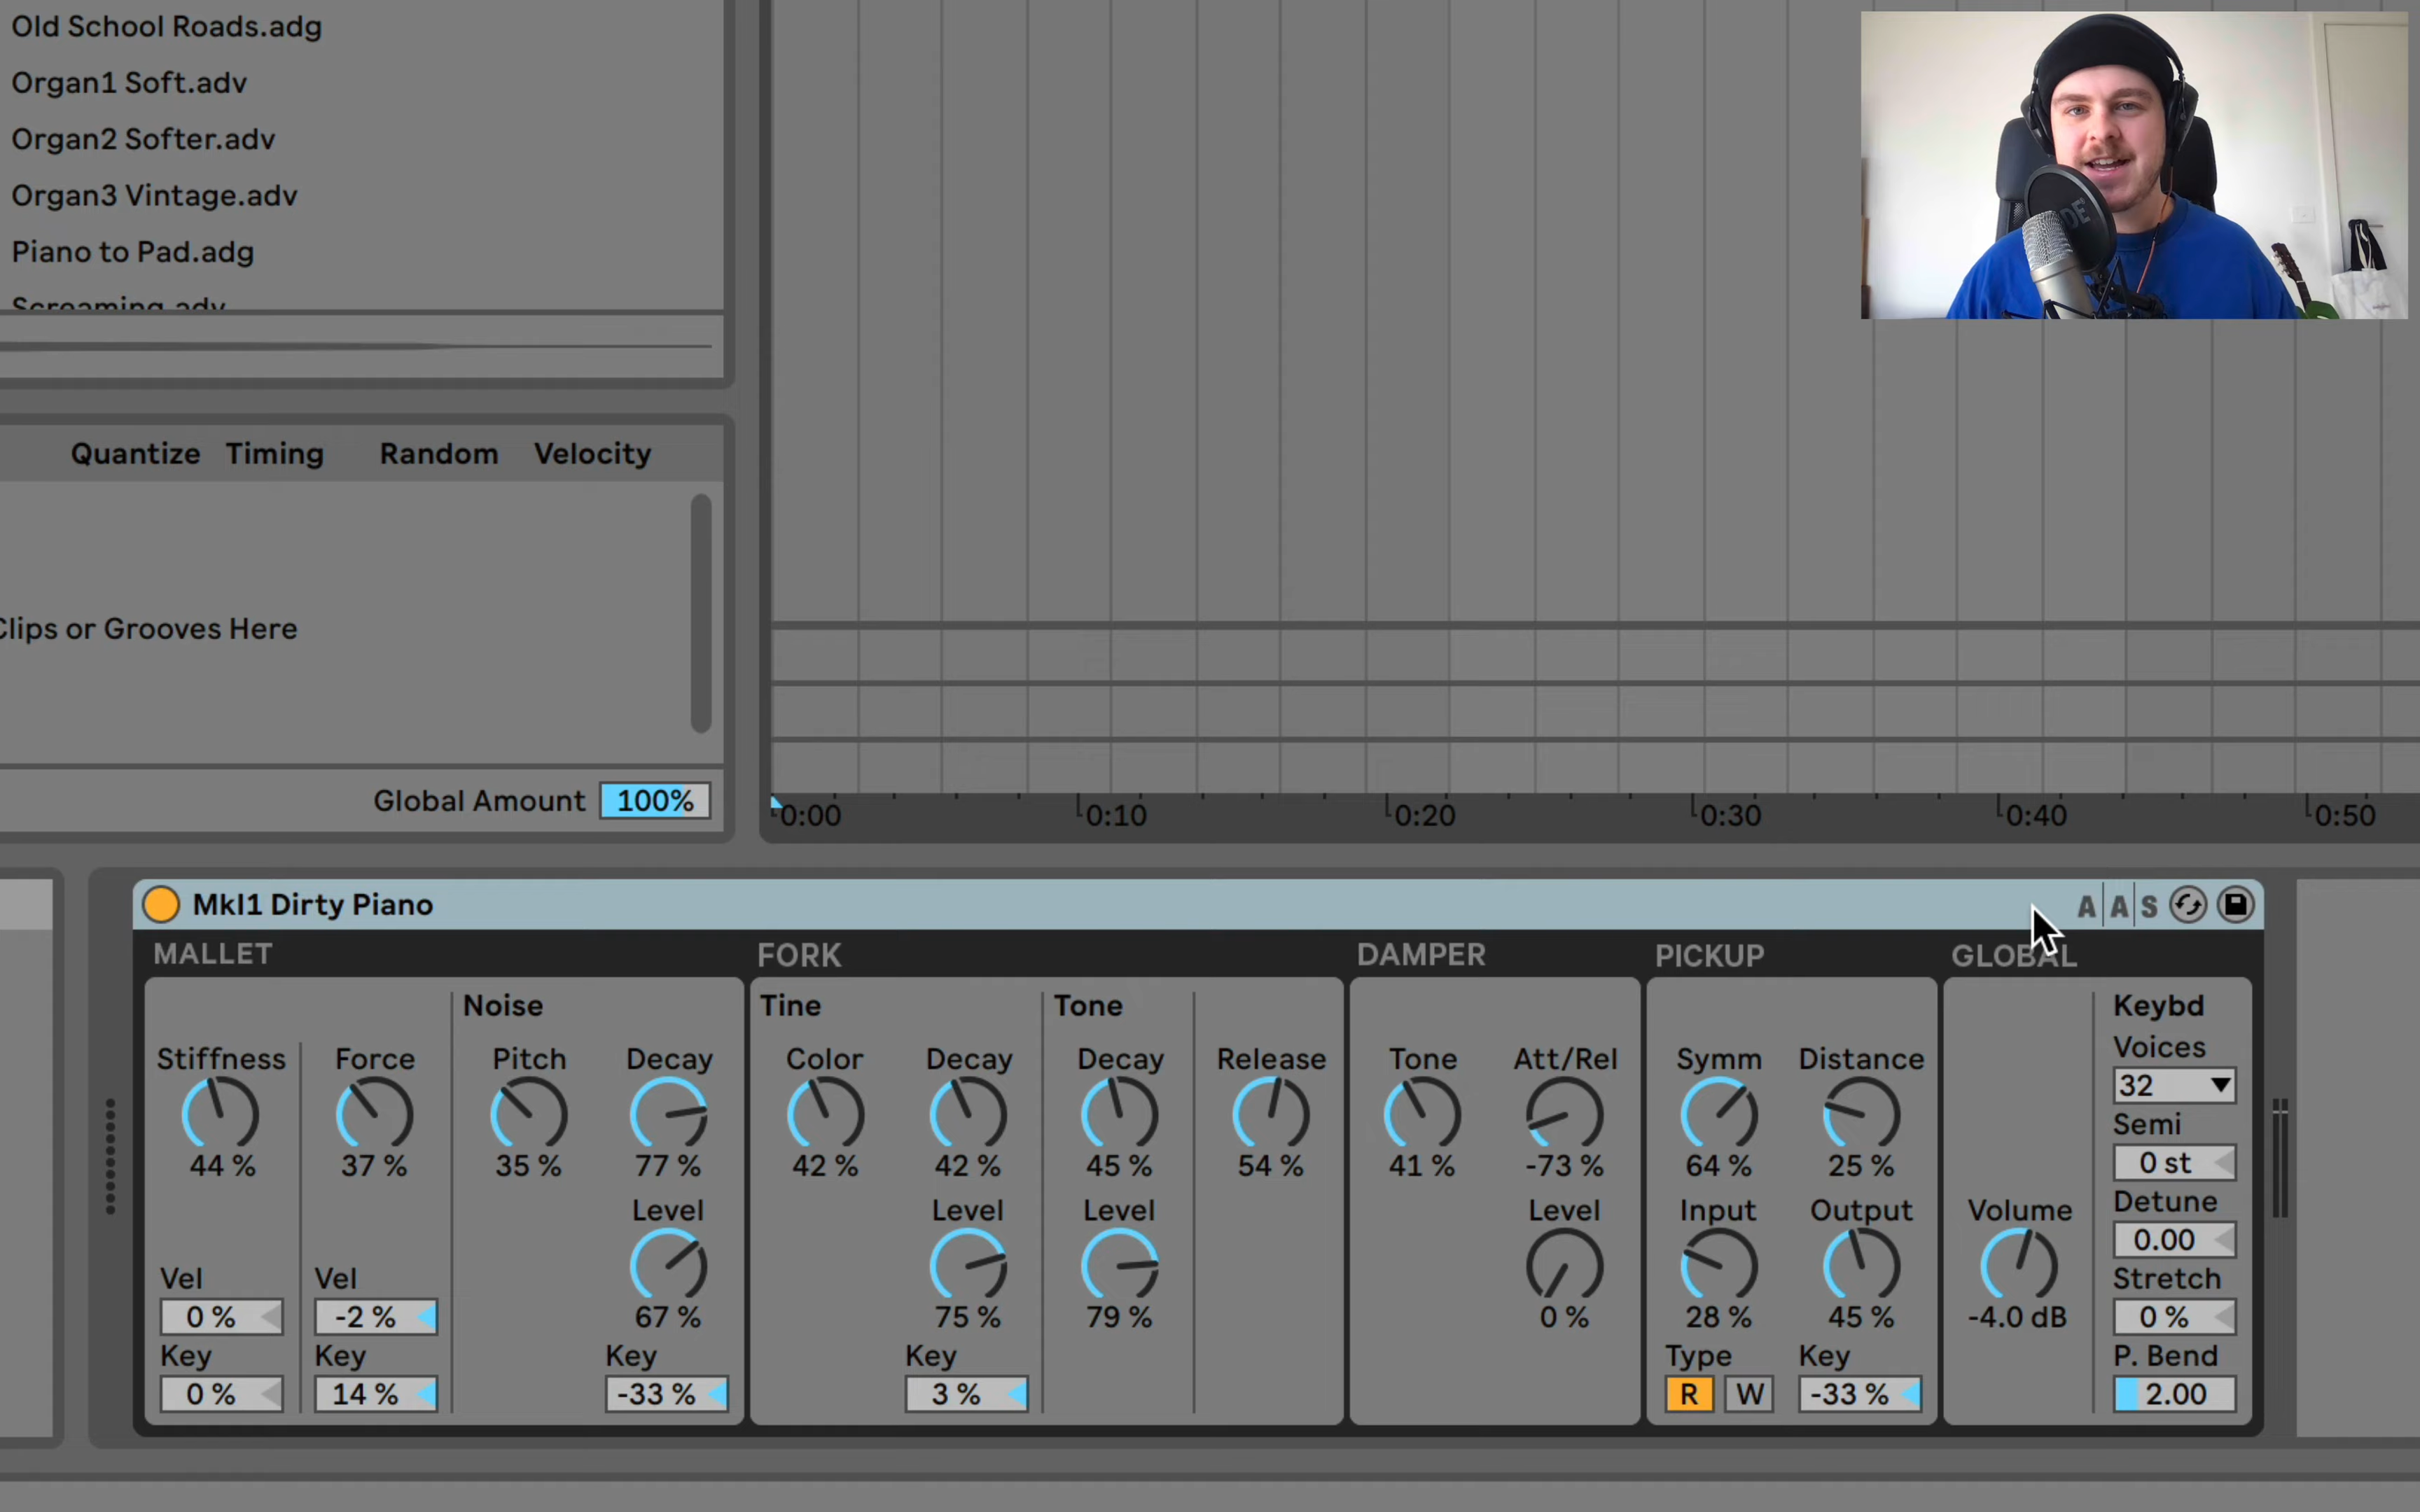 Old School Roads.adg
Organ1 Soft.adv
Organ2 Softer.adv
Organ3 Vintage.adv
Piano to Pad.adg
Screaming.adv
Quantize Timing Random Velocity
Clips or Grooves Here
Global Amount 100%
0:00 0:10 0:20 0:30 0:40 0:50
MkI1 Dirty Piano A A S
MALLET FORK DAMPER PICKUP GLOBAL
Noise Tine Tone Keybd
Stiffness Force Pitch Decay Color Decay Decay Release Tone Att/Rel Symm Distance Voices
32
44 % 37 % 35 % 77 % 42 % 42 % 45 % 54 % 41 % -73 % 64 % 25 %
Semi
0 st
Level Level Level Level Input Output Volume Detune
0.00
Vel Vel Stretch
0 % -2 % 67 % 75 % 79 % 0 % 28 % 45 % -4.0 dB 0 %
Key Key Key Key Type Key P. Bend
0 % 14 % -33 % 3 % R W -33 % 2.00